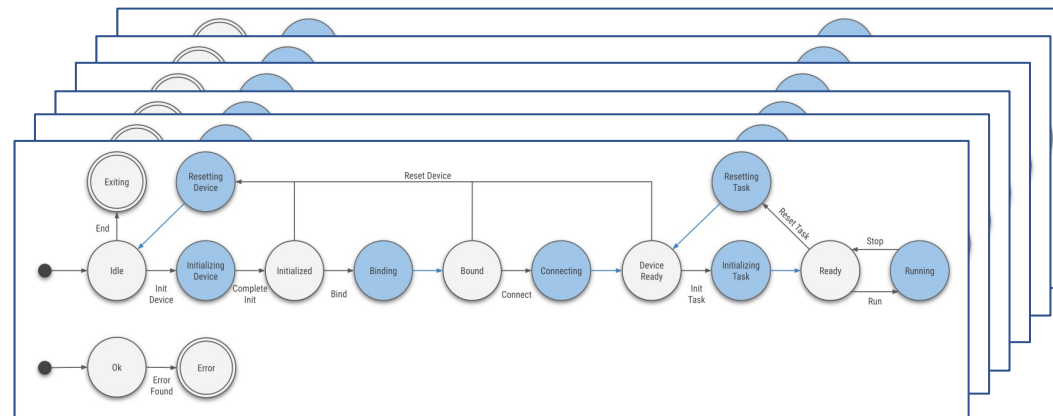 Exiting
Resetting
Device
Reset Device
Resetting
Task
End
Reset Task
Stop
Idle
Initializing
Device
Initialized
Binding
Bound
Connecting
Device
Ready
Initializing
Task
Ready
Running
Init
Device
Complete
Init
Bind
Connect
Init
Task
Run
Ok
Error
Error
Found